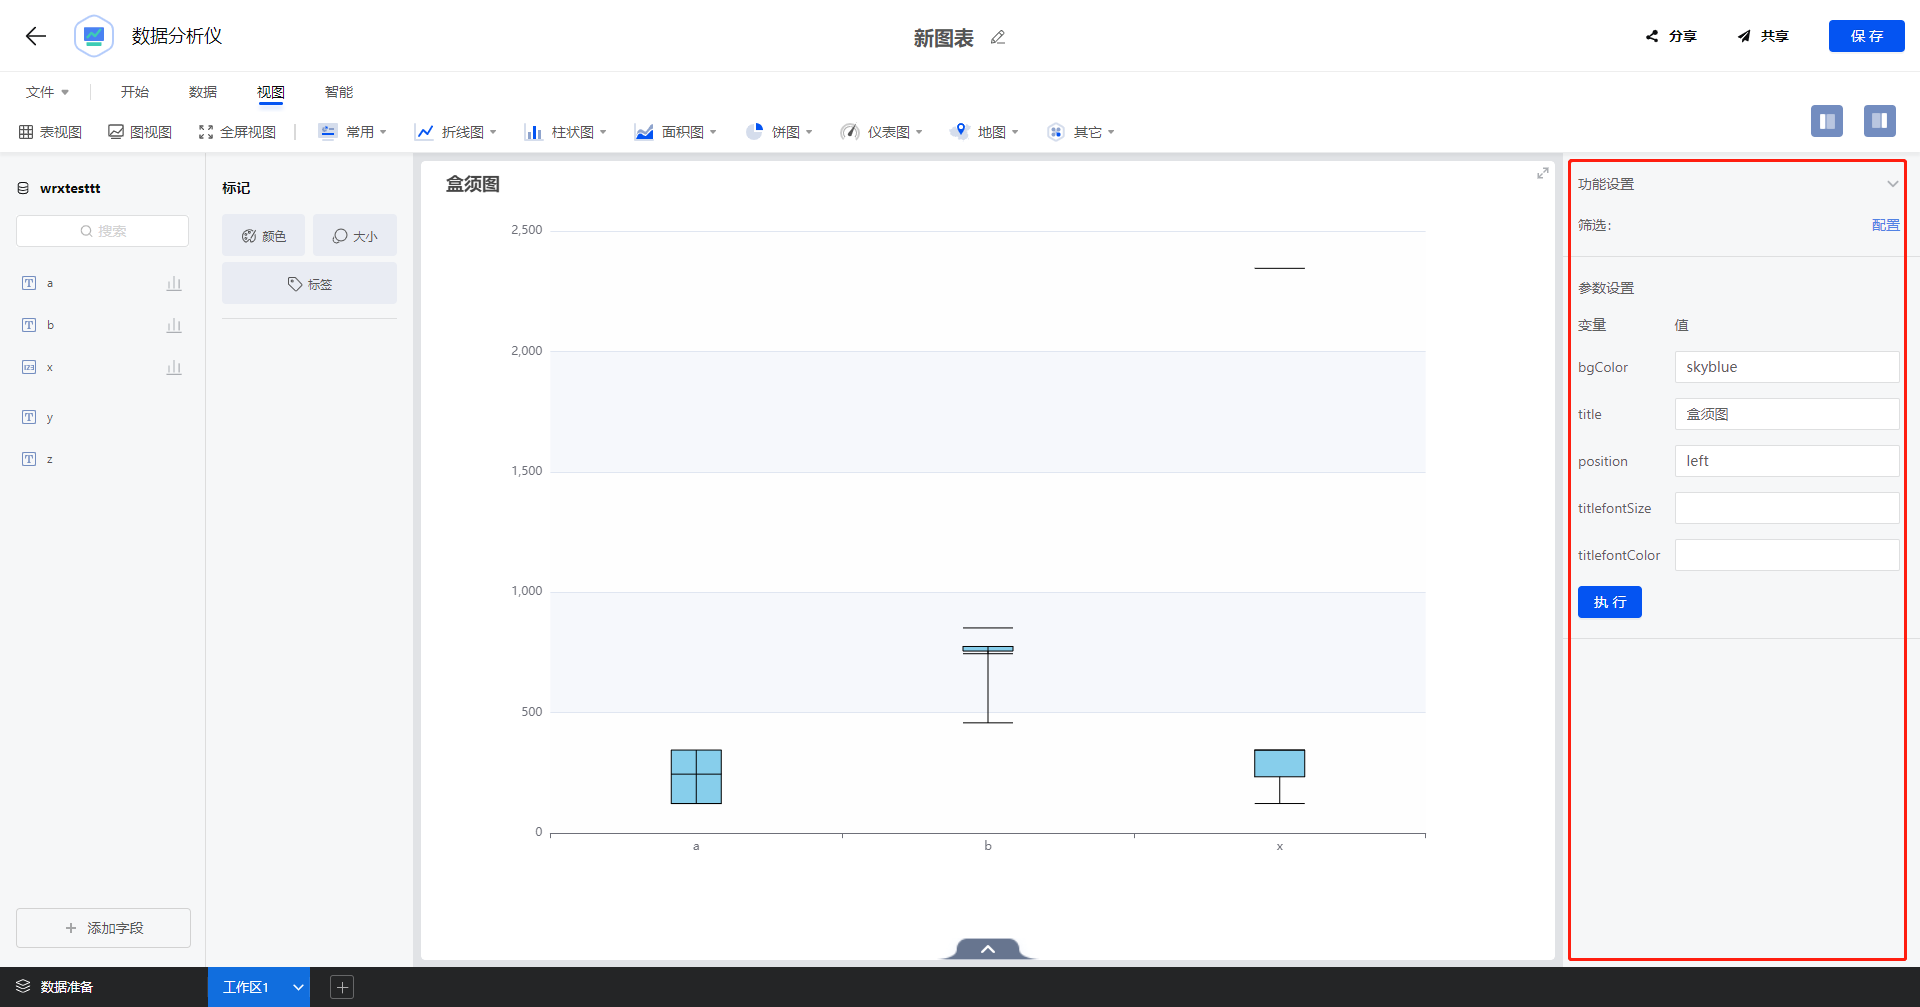 数据分析仪
新图表
分享
共享
保 存
文件
开始
数据
视图
智能
表视图
图视图
全屏视图
常用
折线图
柱状图
面积图
饼图
仪表图
地图
其它
wrxtesttt
搜索
T a
T b
123 x
T y
T z
添加字段
标记
颜色
大小
标签
盒须图
2,500
2,000
1,500
1,000
500
0
a
b
x
功能设置
筛选：
配置
参数设置
变量
值
bgColor
skyblue
title
盒须图
position
left
titlefontSize
titlefontColor
执 行
数据准备
工作区1